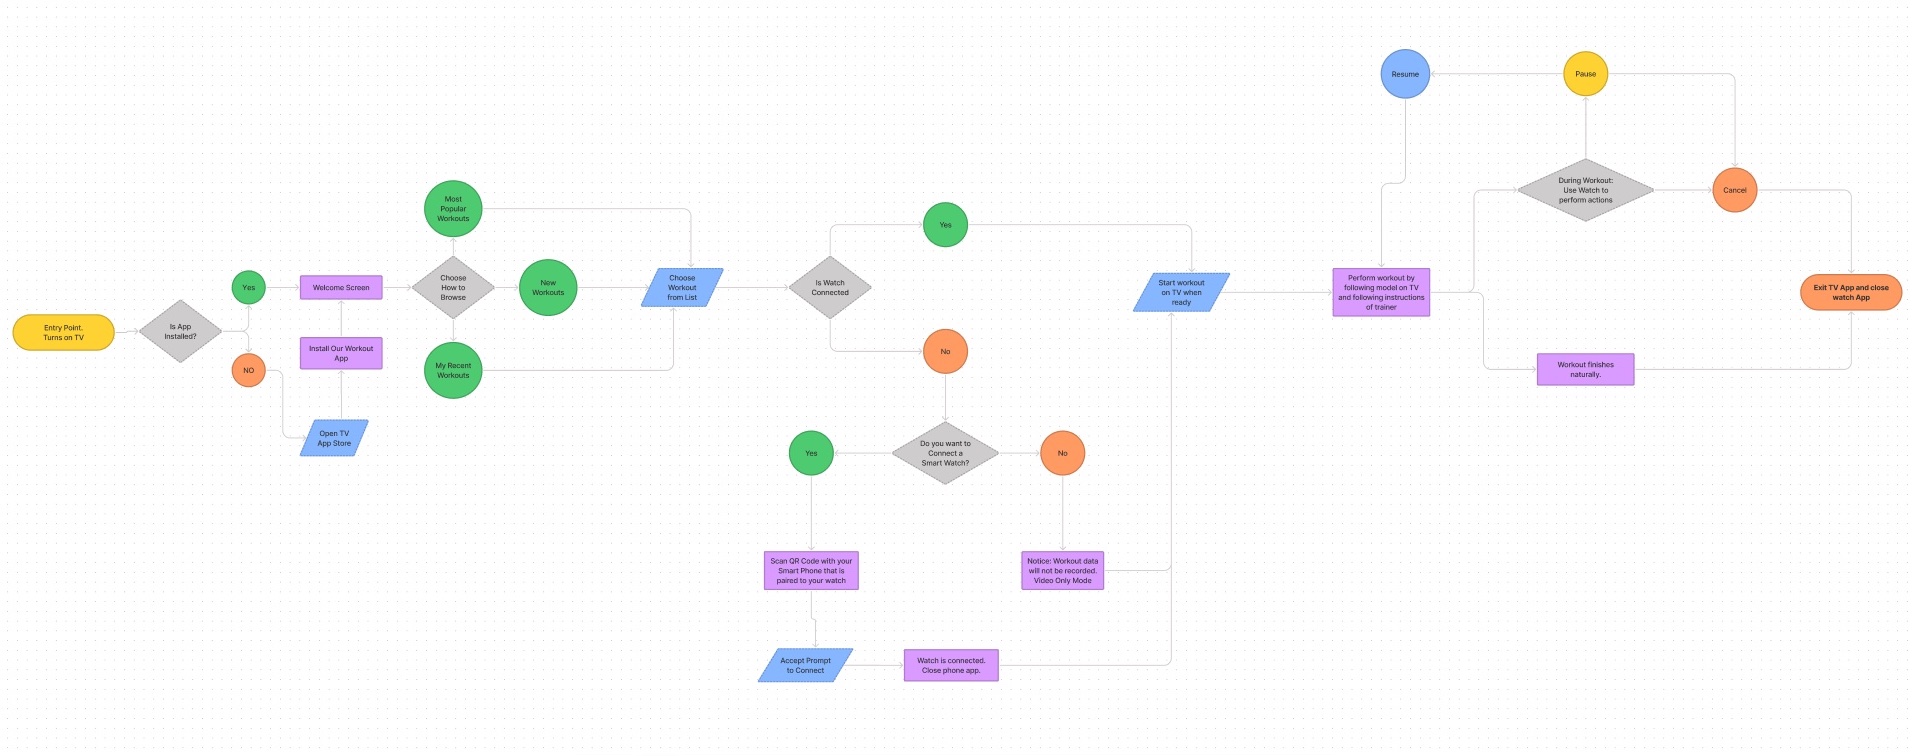 Entry Point.
Turns on TV
Is App
Installed?
Yes
NO
Welcome Screen
Install Our Workout
App
Open TV
App Store
Choose
How to
Browse
Most
Popular
Workouts
New
Workouts
My Recent
Workouts
Choose
Workout
from List
Is Watch
Connected
Yes
No
Do you want to
Connect a
Smart Watch?
Yes
No
Scan QR Code with your
Smart Phone that is
paired to your watch
Notice: Workout data
will not be recorded.
Video Only Mode
Accept Prompt
to Connect
Watch is connected.
Close phone app.
Start workout
on TV when
ready
Perform workout by
following model on TV
and following instructions
of trainer
Resume
Pause
During Workout:
Use Watch to
perform actions
Cancel
Workout finishes
naturally.
Exit TV App and close
watch App